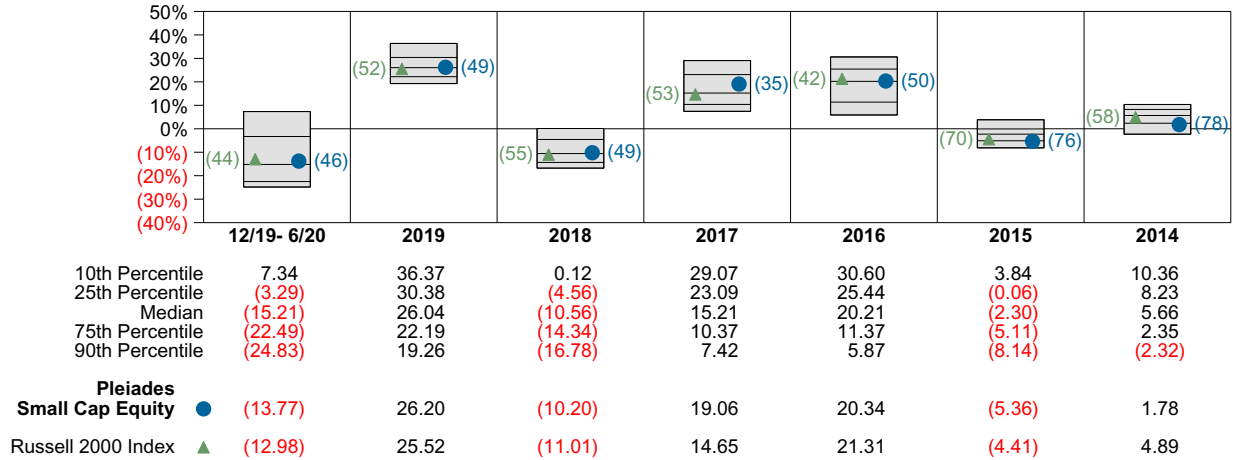 50%
40%
30%
20%
10%
0%
(10%)
(20%)
(30%)
(40%)
(44) (46)
(52) (49)
(55) (49)
(53) (35)
(42) (50)
(70) (76)
(58) (78)
12/19- 6/20 2019 2018 2017 2016 2015 2014
10th Percentile 7.34 36.37 0.12 29.07 30.60 3.84 10.36
25th Percentile (3.29) 30.38 (4.56) 23.09 25.44 (0.06) 8.23
Median (15.21) 26.04 (10.56) 15.21 20.21 (2.30) 5.66
75th Percentile (22.49) 22.19 (14.34) 10.37 11.37 (5.11) 2.35
90th Percentile (24.83) 19.26 (16.78) 7.42 5.87 (8.14) (2.32)
Pleiades
Small Cap Equity (13.77) 26.20 (10.20) 19.06 20.34 (5.36) 1.78
Russell 2000 Index (12.98) 25.52 (11.01) 14.65 21.31 (4.41) 4.89